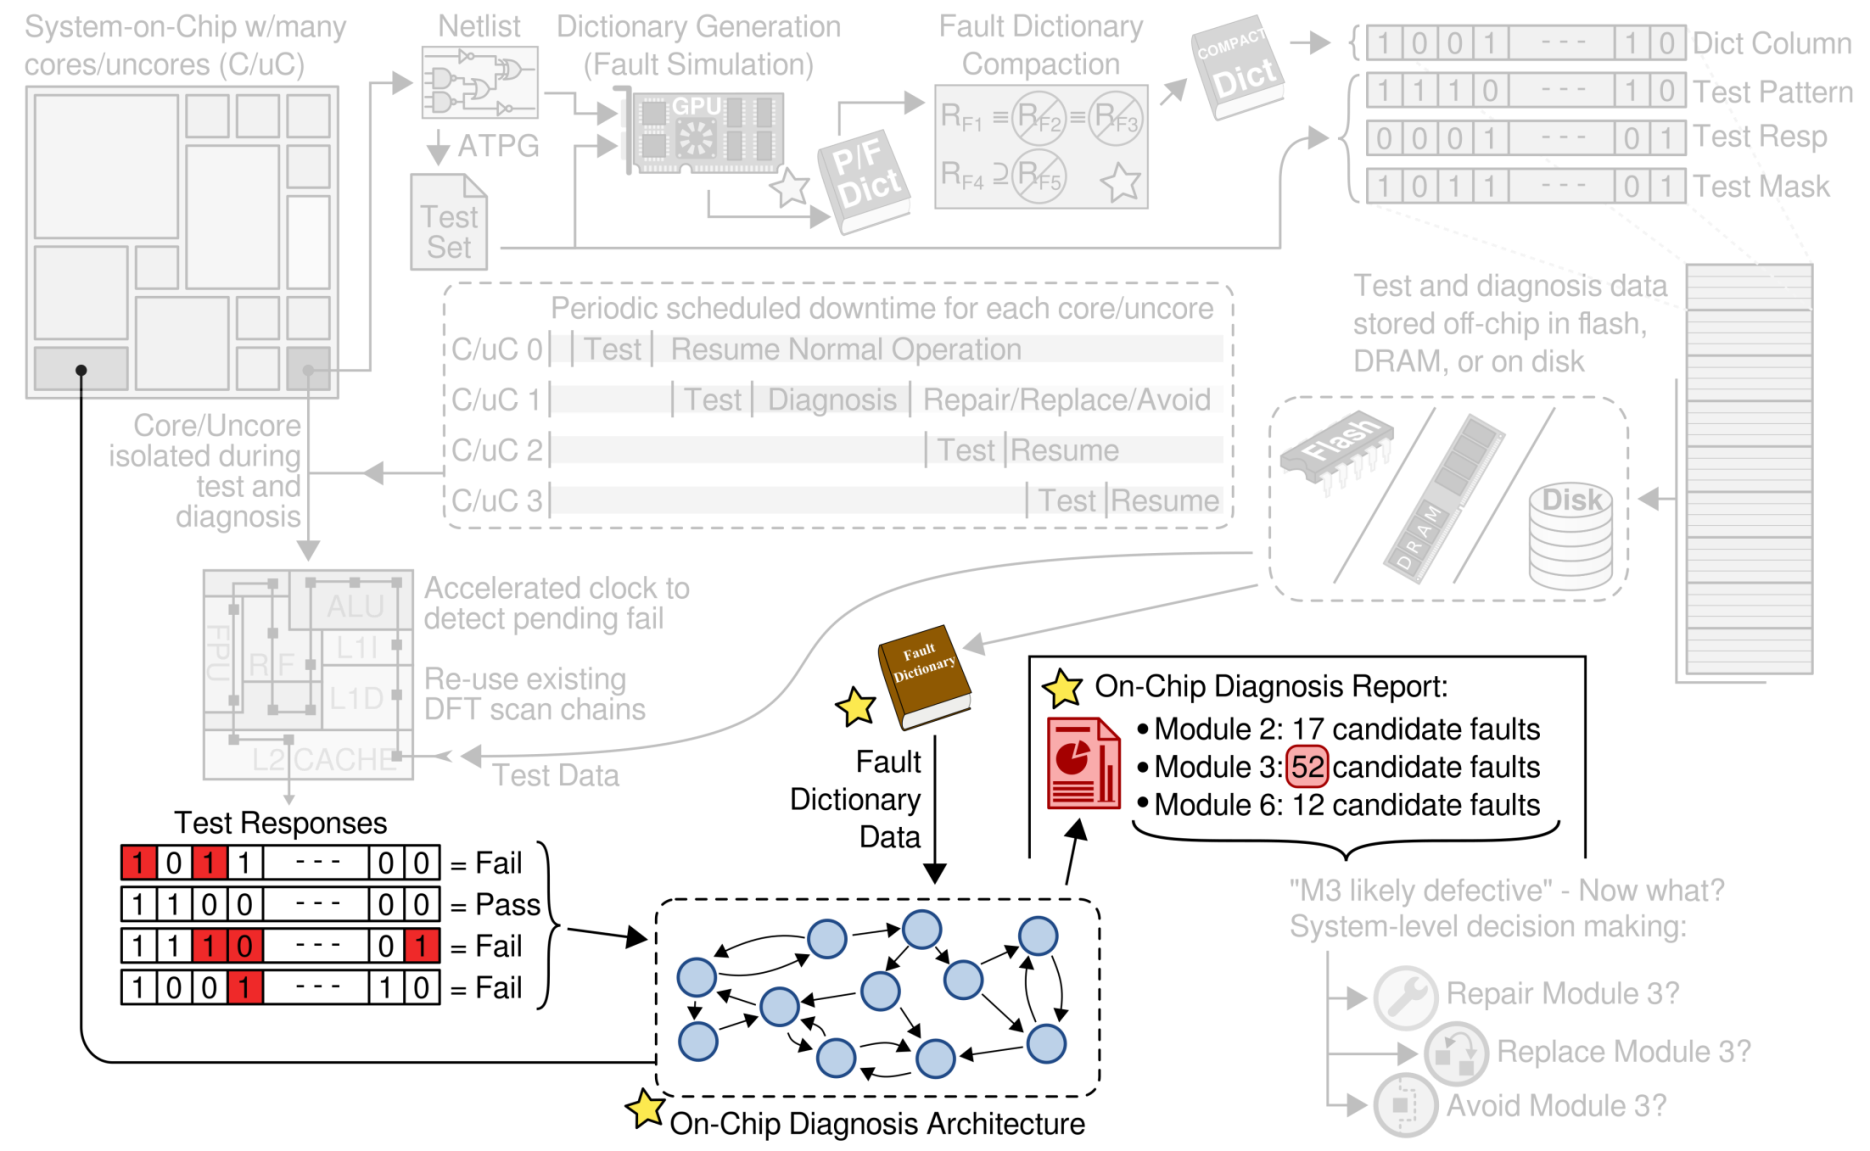 System-on-Chip w/many
cores/uncores (C/uC)
Netlist
ATPG
Test
Set
Dictionary Generation
(Fault Simulation)
GPU
P/F
Dict
Fault Dictionary
Compaction
RF1 ≡ RF2 ≡ RF3
RF4 ⊇ RF5
COMPACT
Dict
1 0 0 1 - - - 1 0 Dict Column
1 1 1 0 - - - 1 0 Test Pattern
0 0 0 1 - - - 0 1 Test Resp
1 0 1 1 - - - 0 1 Test Mask
Periodic scheduled downtime for each core/uncore
C/uC 0 Test Resume Normal Operation
C/uC 1 Test Diagnosis Repair/Replace/Avoid
C/uC 2 Test Resume
C/uC 3 Test Resume
Test and diagnosis data
stored off-chip in flash,
DRAM, or on disk
Flash
DRAM
Disk
Core/Uncore
isolated during
test and
diagnosis
ALU
FPU
RF
L1I
L1D
L2 CACHE
Accelerated clock to
detect pending fail
Re-use existing
DFT scan chains
Test Data
Fault
Dictionary
Fault
Dictionary
Data
On-Chip Diagnosis Report:
• Module 2: 17 candidate faults
• Module 3: 52 candidate faults
• Module 6: 12 candidate faults
Test Responses
1 0 1 1 - - - 0 0 = Fail
1 1 0 0 - - - 0 0 = Pass
1 1 1 0 - - - 0 1 = Fail
1 0 0 1 - - - 1 0 = Fail
On-Chip Diagnosis Architecture
"M3 likely defective" - Now what?
System-level decision making:
Repair Module 3?
Replace Module 3?
Avoid Module 3?